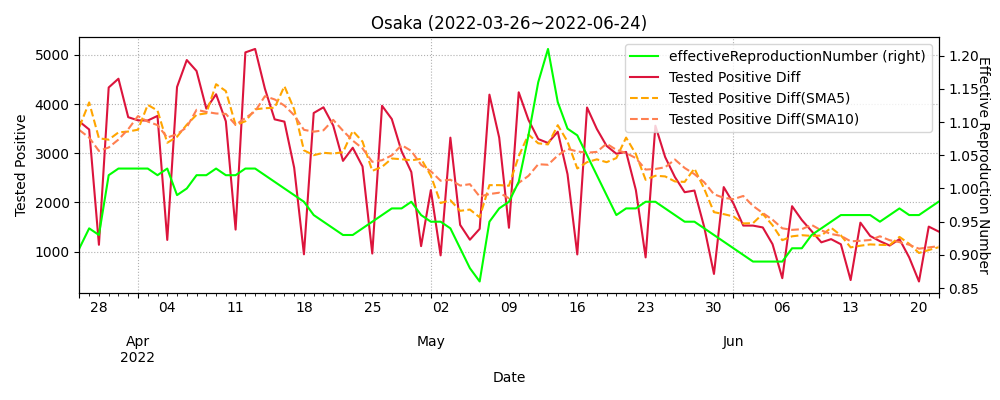 Osaka (2022-03-26~2022-06-24)
effectiveReproductionNumber (right)
Tested Positive Diff
Tested Positive Diff(SMA5)
Tested Positive Diff(SMA10)
Tested Positive
5000
4000
3000
2000
1000
Effective Reproduction Number
1.20
1.15
1.10
1.05
1.00
0.95
0.90
0.85
28 04 11 18 25 02 09 16 23 30 06 13 20
Apr May Jun
2022
Date